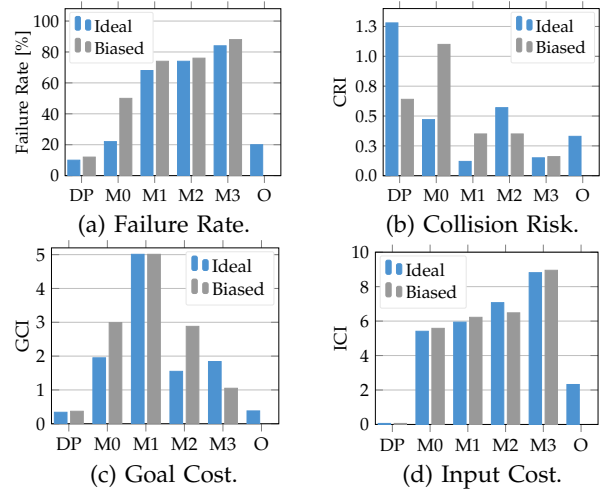 100
80
60
40
20
0
Failure Rate [%]
Ideal
Biased
DP M0 M1 M2 M3 O
(a) Failure Rate.
1.3
1
0.8
0.5
0.3
0
CRI
Ideal
Biased
DP M0 M1 M2 M3 O
(b) Collision Risk.
5
4
3
2
1
0
GCI
Ideal
Biased
DP M0 M1 M2 M3 O
(c) Goal Cost.
10
8
6
4
2
0
ICI
Ideal
Biased
DP M0 M1 M2 M3 O
(d) Input Cost.